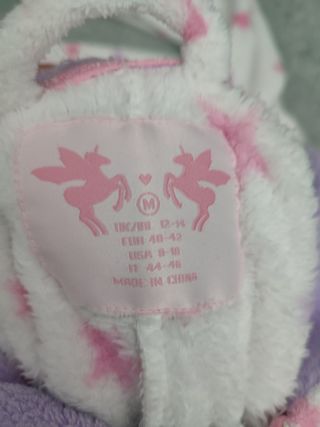 M
UK/IRL 12-14
EUR 40-42
USA 8-10
IT 44-46
MADE IN CHINA